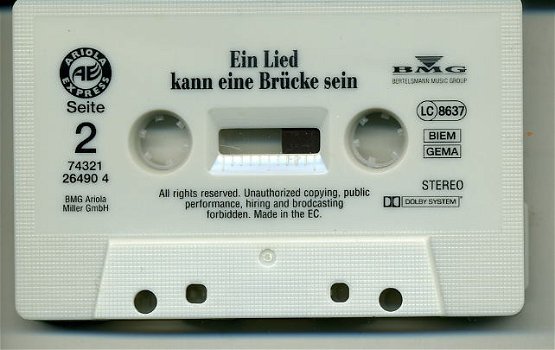 ARIOLA
AE
EXPRESS
Seite
2
74321
26490 4
BMG Ariola
Miller GmbH
Ein Lied
kann eine Brücke sein
BMG
BERTELSMANN MUSIC GROUP
LC 8637
BIEM
GEMA
STEREO
DOLBY SYSTEM
All rights reserved. Unauthorized copying, public
performance, hiring and brodcasting
forbidden. Made in the EC.